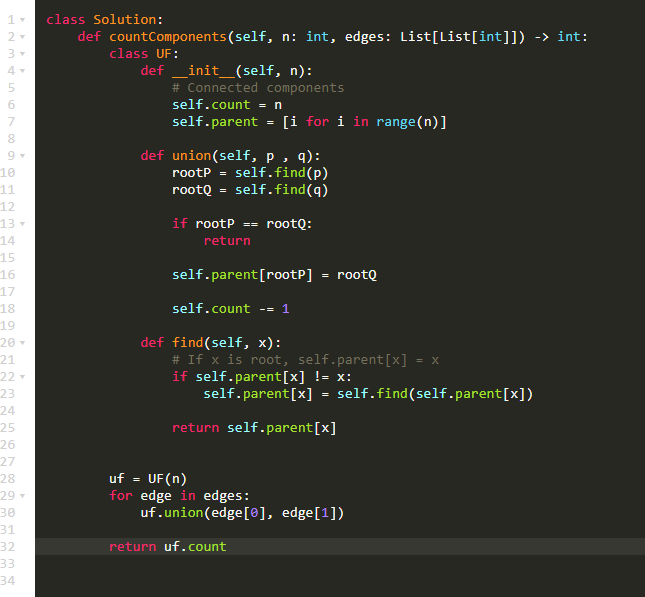 1 class Solution:
2     def countComponents(self, n: int, edges: List[List[int]]) -> int:
3         class UF:
4             def __init__(self, n):
5                 # Connected components
6                 self.count = n
7                 self.parent = [i for i in range(n)]
8
9             def union(self, p , q):
10                 rootP = self.find(p)
11                 rootQ = self.find(q)
12
13                 if rootP == rootQ:
14                     return
15
16                 self.parent[rootP] = rootQ
17
18                 self.count -= 1
19
20             def find(self, x):
21                 # If x is root, self.parent[x] = x
22                 if self.parent[x] != x:
23                     self.parent[x] = self.find(self.parent[x])
24
25                 return self.parent[x]
26
27
28         uf = UF(n)
29         for edge in edges:
30             uf.union(edge[0], edge[1])
31
32         return uf.count
33
34